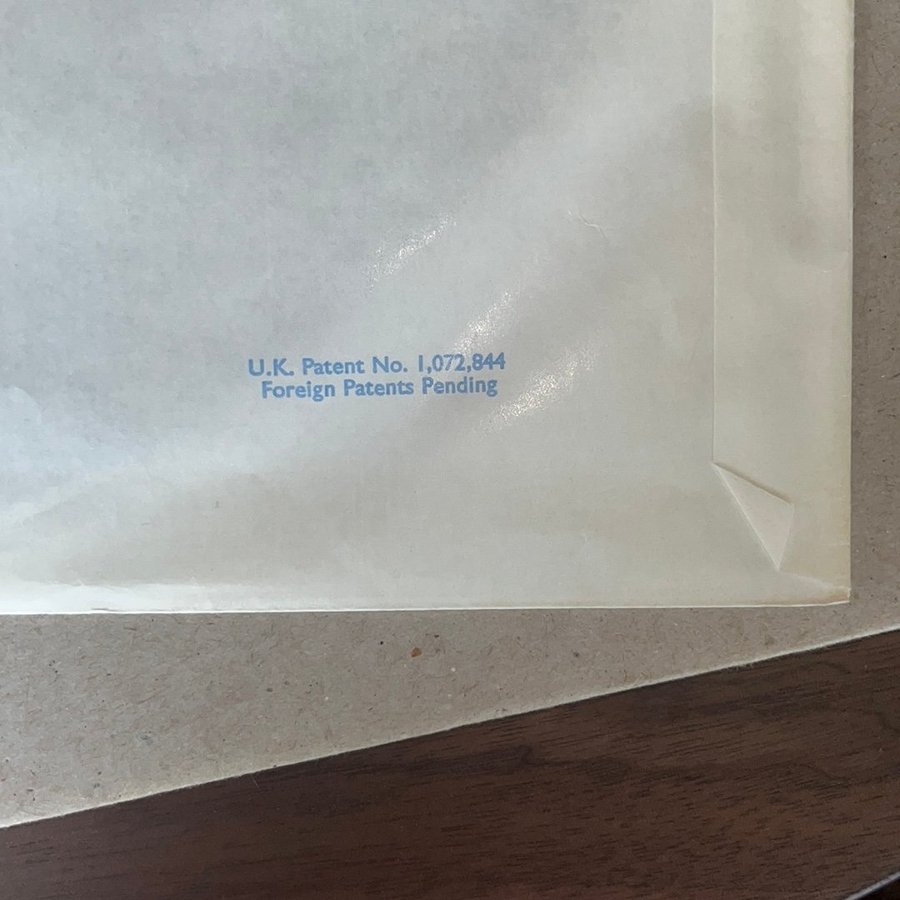 U.K. Patent No. 1,072,844
Foreign Patents Pending